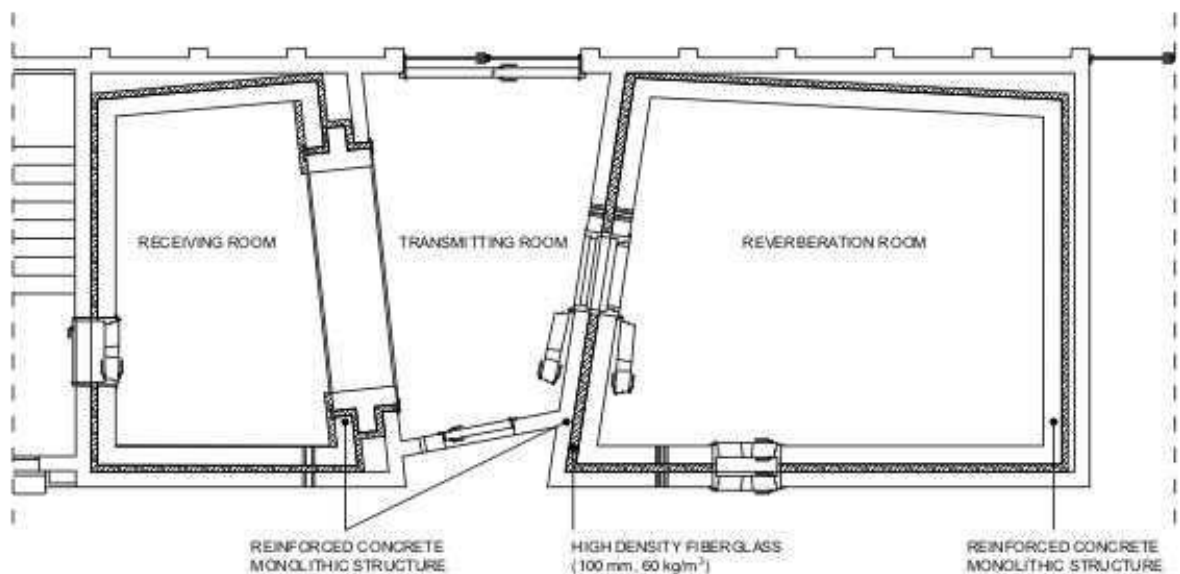 RECEIVING ROOM
TRANSMITTING ROOM
REVERBERATION ROOM
REINFORCED CONCRETE
MONOLITHIC STRUCTURE
HIGH DENSITY FIBERGLASS
(100 mm, 60 kg/m³)
REINFORCED CONCRETE
MONOLITHIC STRUCTURE